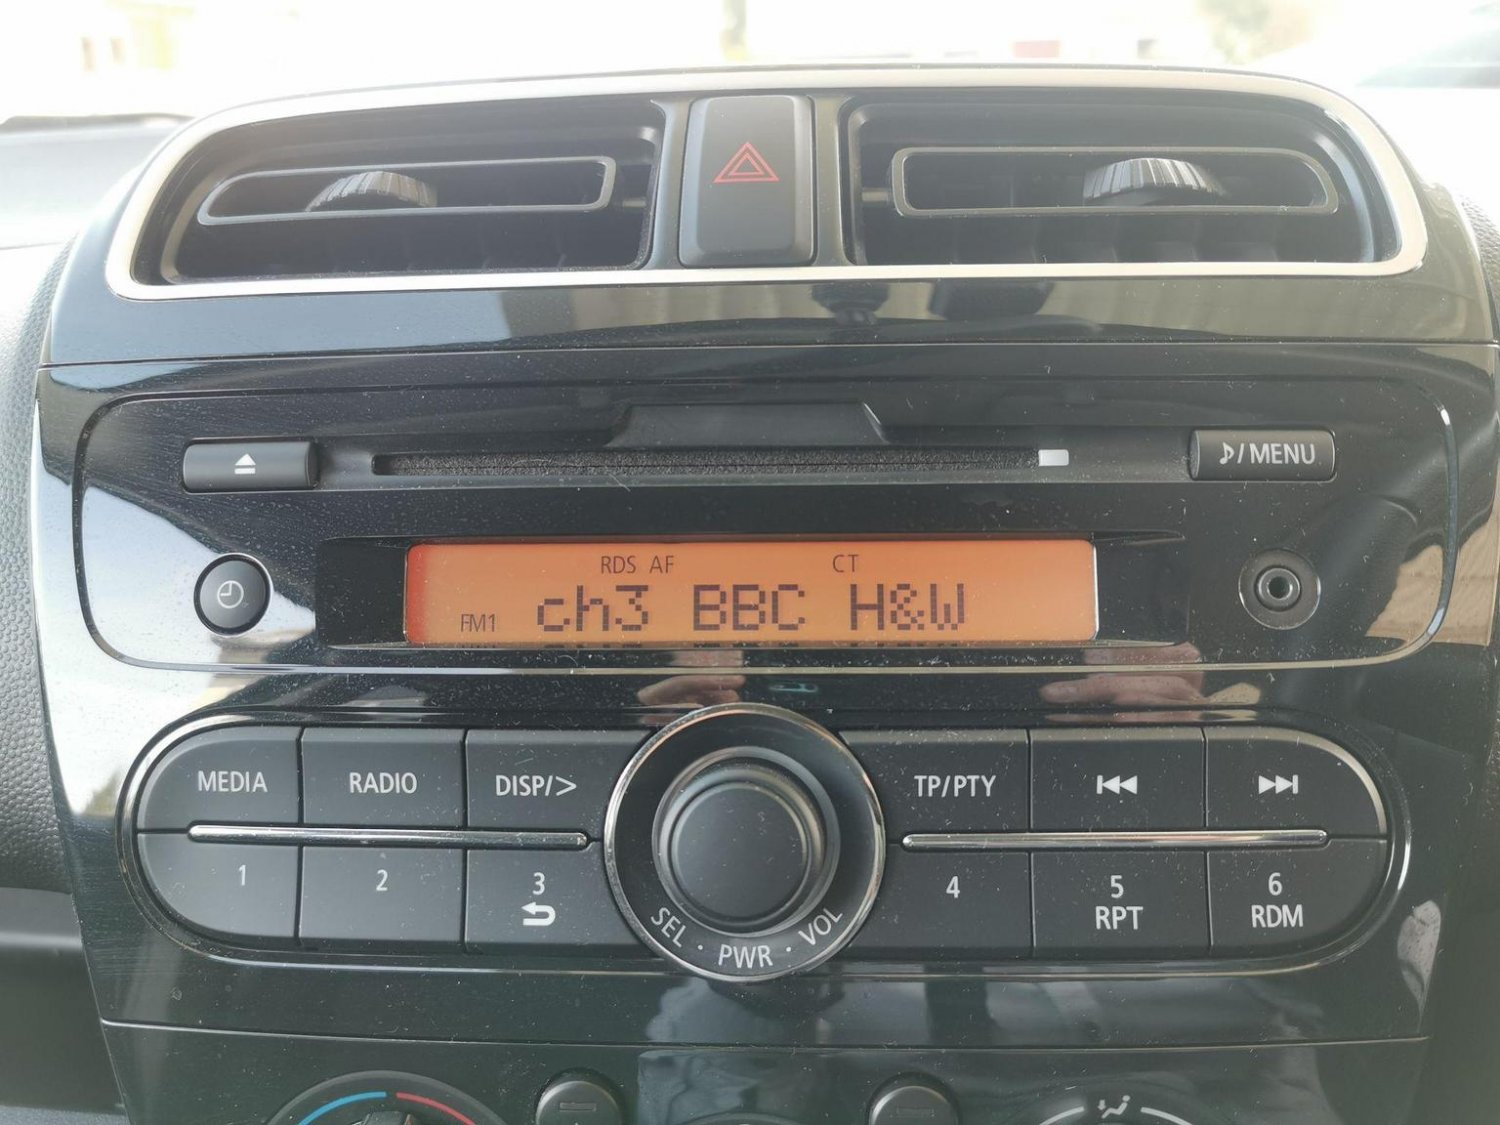 ♪/MENU
RDS AF CT
FM1 ch3 BBC H&W
MEDIA RADIO DISP/> TP/PTY
1 2 3 4 5 6
RPT RDM
SEL · PWR · VOL